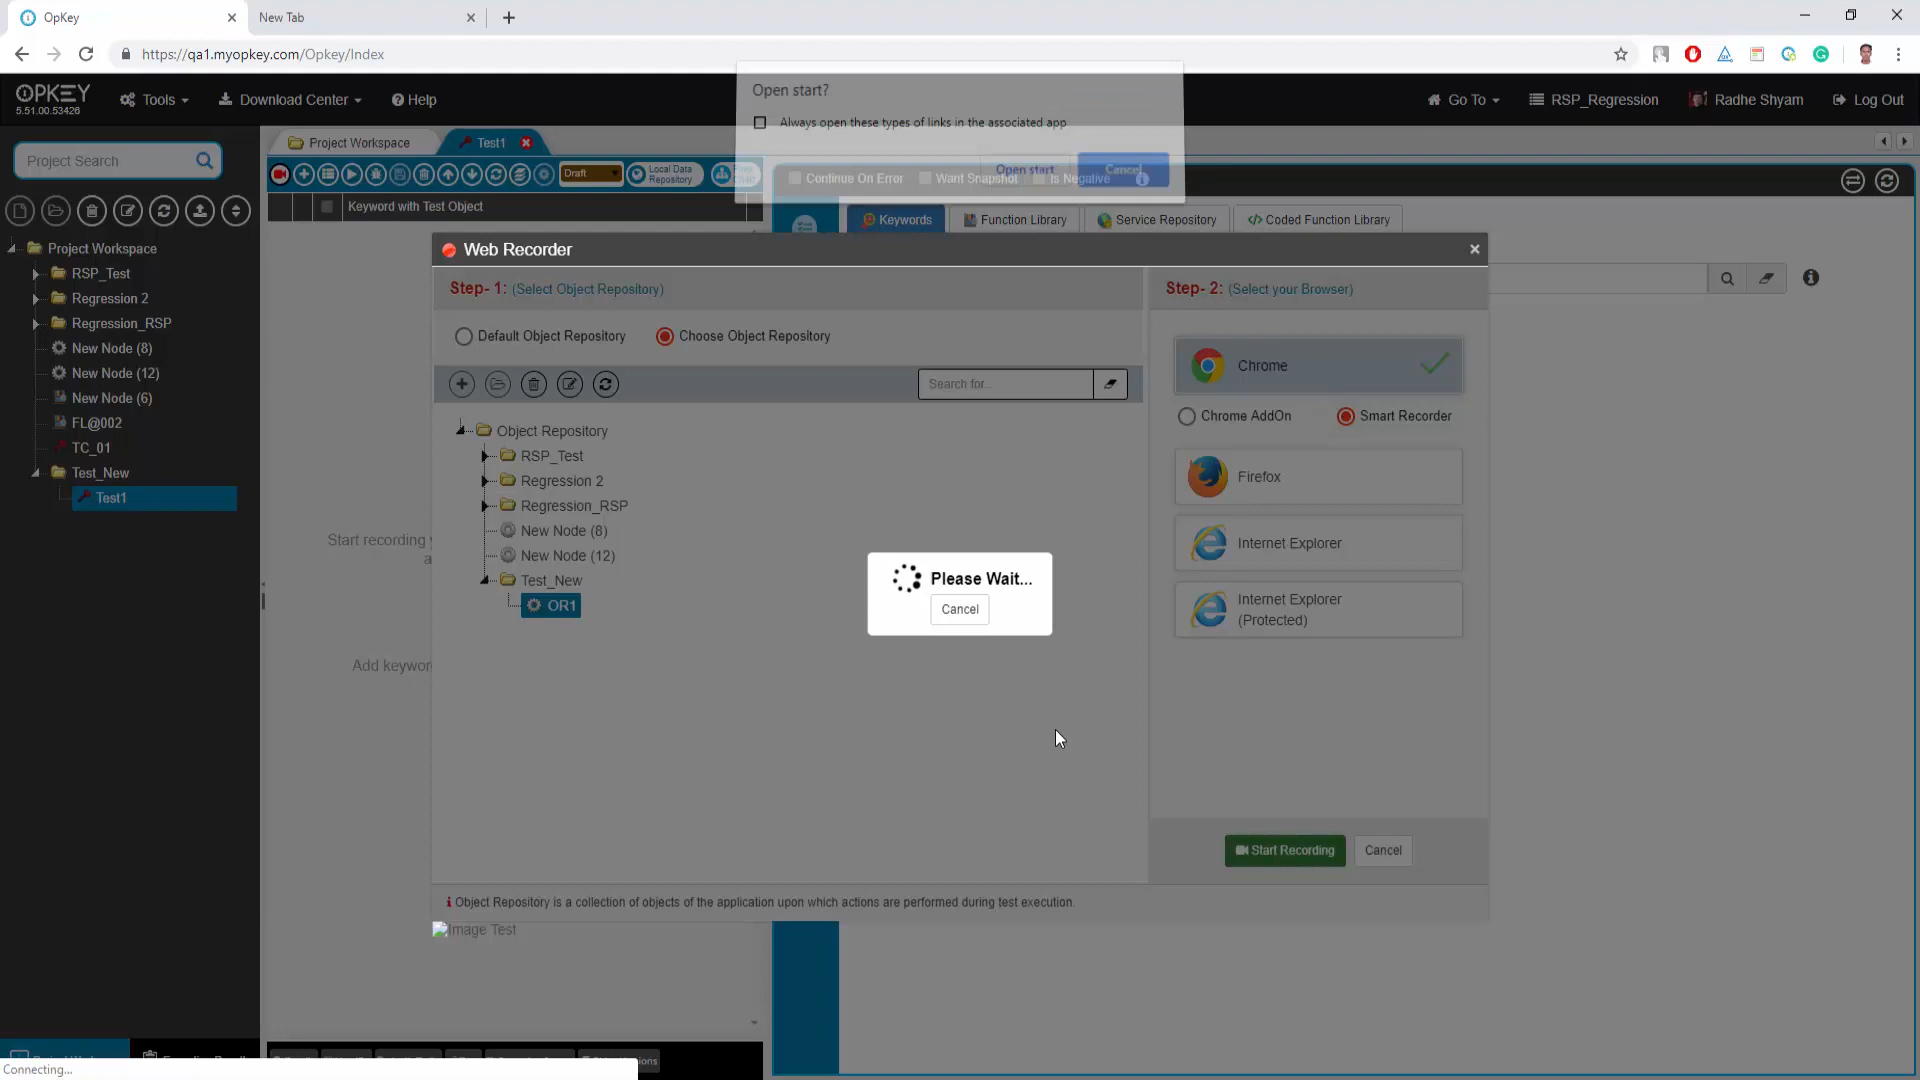 OpKey
New Tab
https://qa1.myopkey.com/Opkey/Index
OPKEY
5.51.00.53426
Tools
Download Center
Help
Go To
RSP_Regression
Radhe Shyam
Log Out
Open start?
Always open these types of links in the associated app
Open start
Cancel
Project Search
Project Workspace
Test1
Draft
Local Data
Repository
Continue On Error
Want Snapshot
Is Negative
Keyword with Test Object
Keywords
Function Library
Service Repository
Coded Function Library
Project Workspace
RSP_Test
Regression 2
Regression_RSP
New Node (8)
New Node (12)
New Node (6)
FL@002
TC_01
Test_New
Test1
Start recording
Add keywor
Web Recorder
Step- 1: (Select Object Repository)
Default Object Repository
Choose Object Repository
Search for..
Object Repository
RSP_Test
Regression 2
Regression_RSP
New Node (8)
New Node (12)
Test_New
OR1
Please Wait...
Cancel
Step- 2: (Select your Browser)
Chrome
Chrome AddOn
Smart Recorder
Firefox
Internet Explorer
Internet Explorer
(Protected)
Start Recording
Cancel
Object Repository is a collection of objects of the application upon which actions are performed during test execution.
Image Test
Connecting...